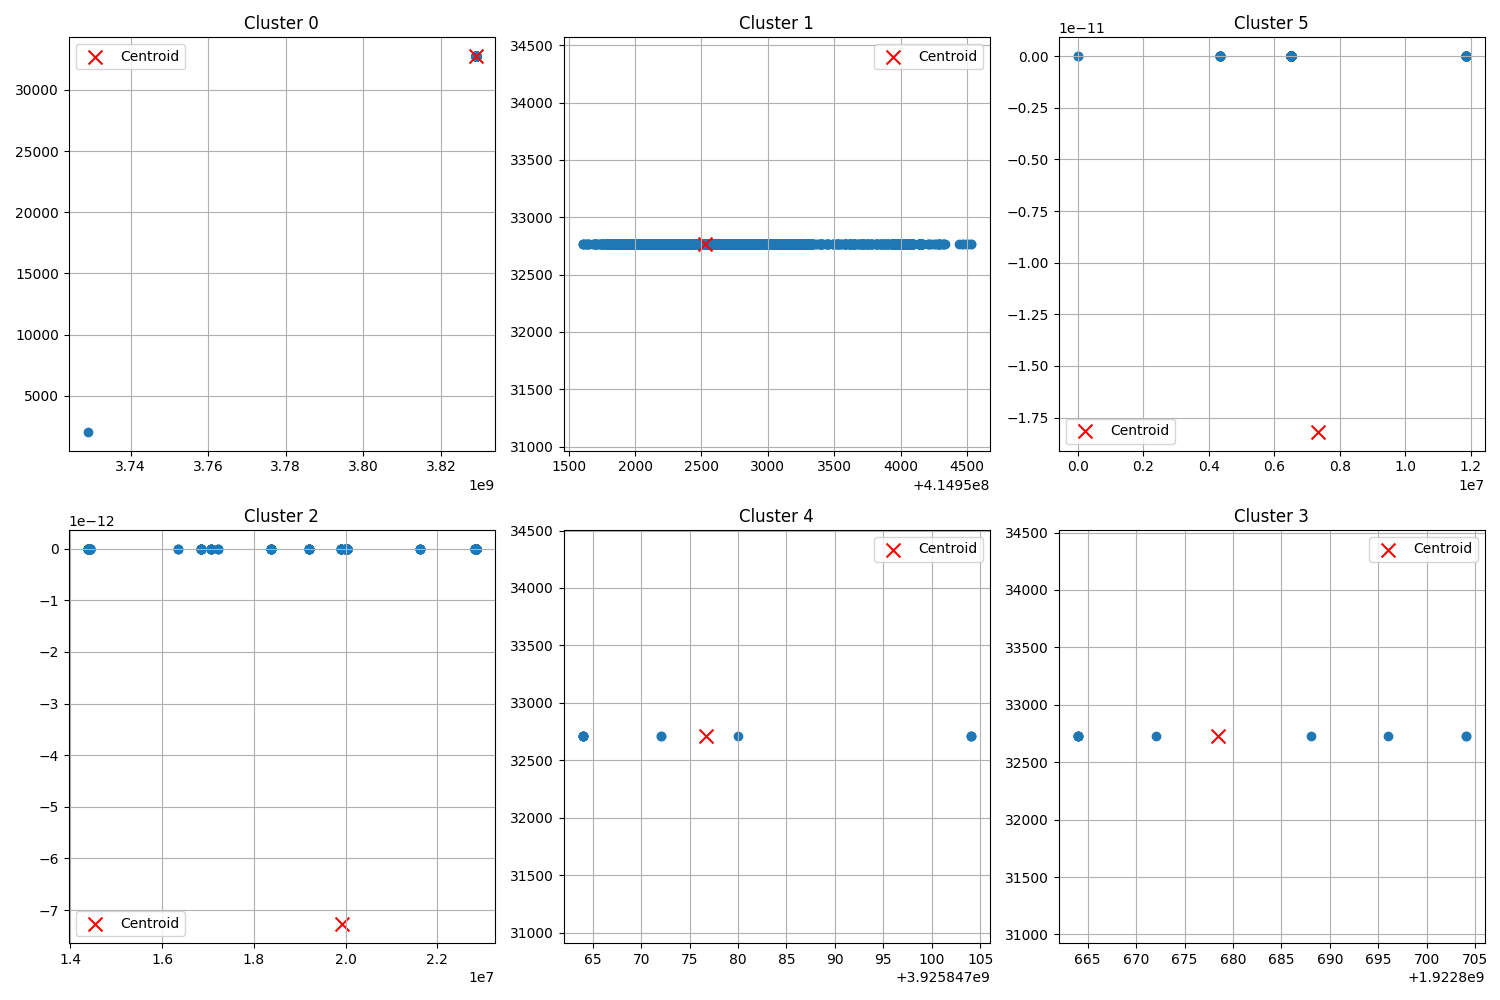 Cluster 0
Centroid
30000
25000
20000
15000
10000
5000
3.74 3.76 3.78 3.80 3.82
1e9
Cluster 1
Centroid
34500
34000
33500
33000
32500
32000
31500
31000
1500 2000 2500 3000 3500 4000 4500
+4.1495e8
Cluster 5
1e−11
0.00
−0.25
−0.50
−0.75
−1.00
−1.25
−1.50
−1.75
Centroid
0.0 0.2 0.4 0.6 0.8 1.0 1.2
1e7
Cluster 2
1e−12
0
−1
−2
−3
−4
−5
−6
−7
Centroid
1.4 1.6 1.8 2.0 2.2
1e7
Cluster 4
Centroid
34500
34000
33500
33000
32500
32000
31500
31000
65 70 75 80 85 90 95 100 105
+3.925847e9
Cluster 3
Centroid
34500
34000
33500
33000
32500
32000
31500
31000
665 670 675 680 685 690 695 700 705
+1.9228e9